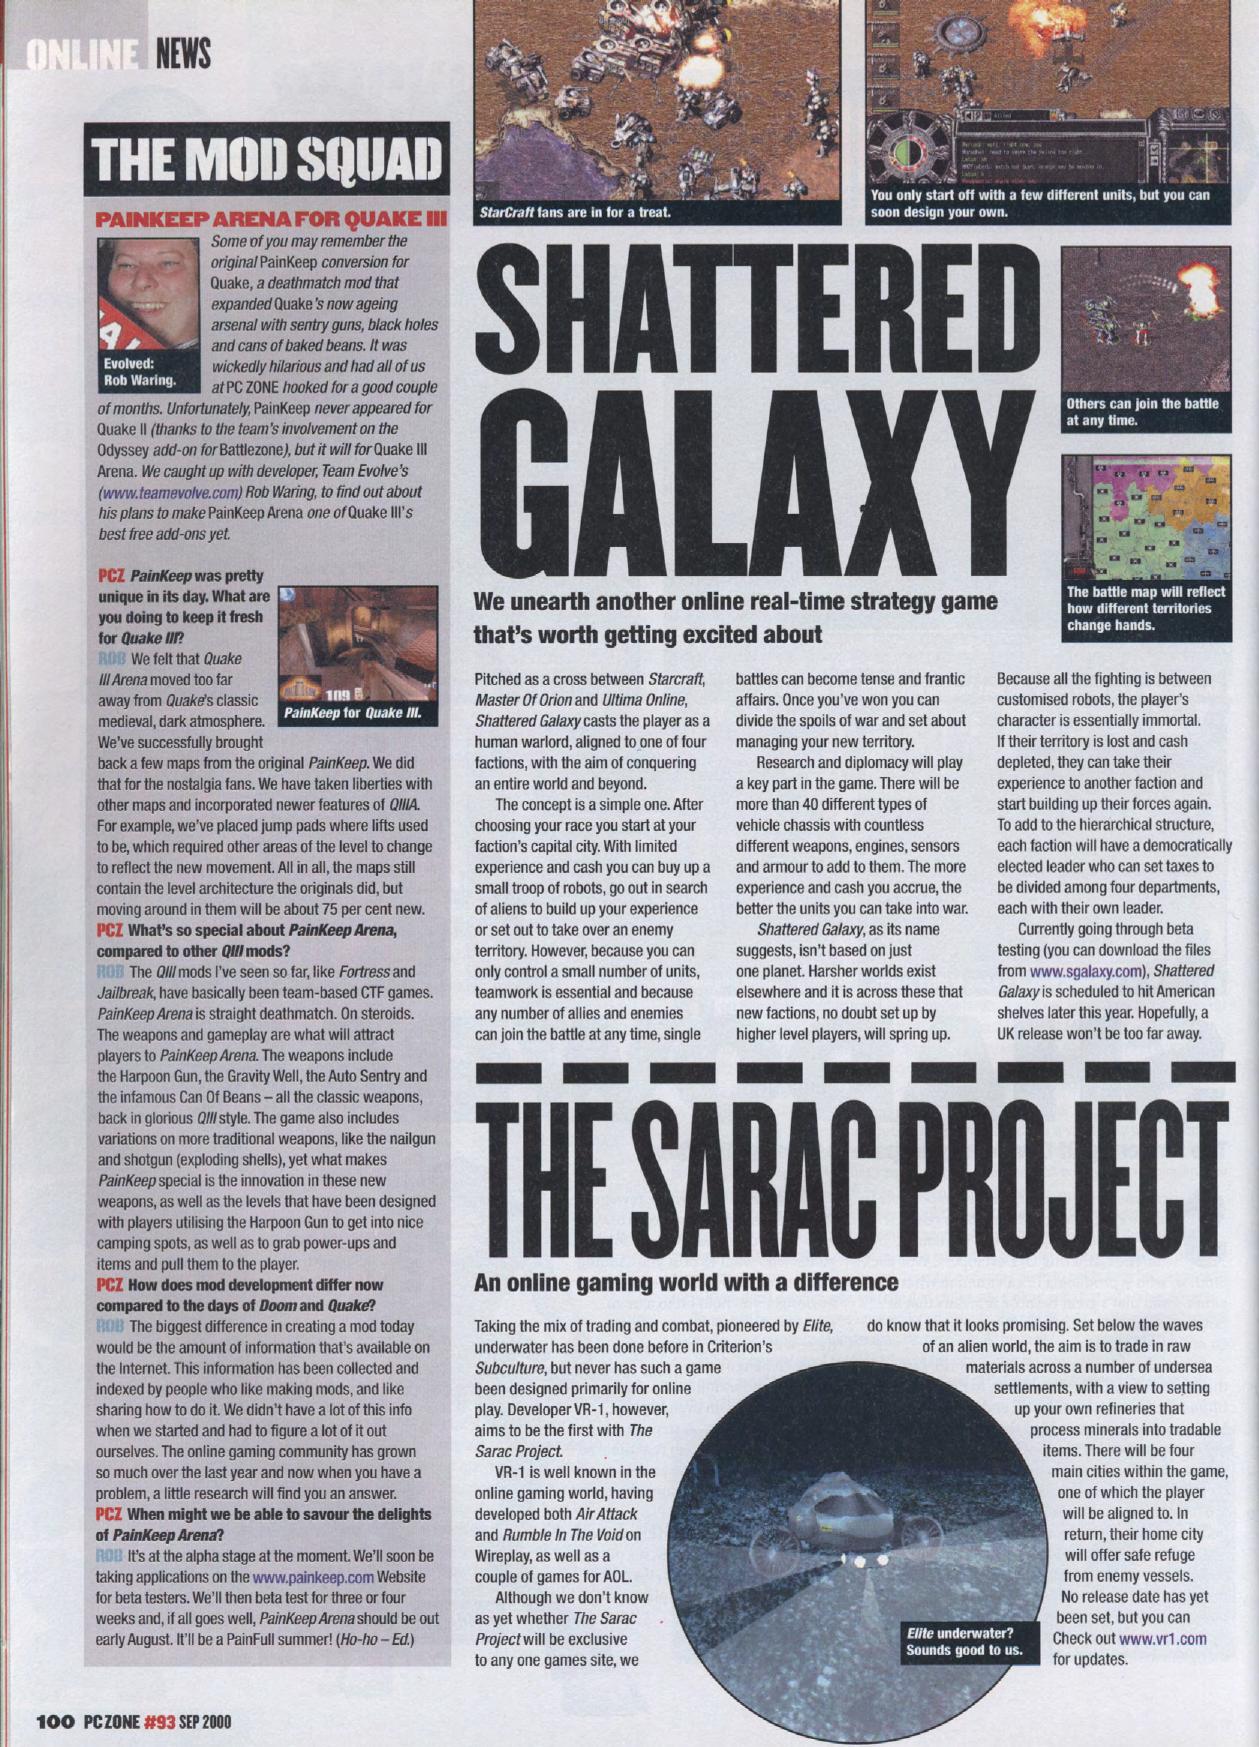 ONLINE NEWS
THE MOD SQUAD
PAINKEEP ARENA FOR QUAKE III
Some of you may remember the
original PainKeep conversion for
Quake, a deathmatch mod that
expanded Quake's now ageing
arsenal with sentry guns, black holes
and cans of baked beans. It was
wickedly hilarious and had all of us
at PC ZONE hooked for a good couple
of months. Unfortunately, PainKeep never appeared for
Quake II (thanks to the team's involvement on the
Odyssey add-on for Battlezone), but it will for Quake III
Arena. We caught up with developer, Team Evolve's
(www.teamevolve.com) Rob Waring, to find out about
his plans to make PainKeep Arena one of Quake III's
best free add-ons yet.
Evolved:
Rob Waring.
PCZ PainKeep was pretty
unique in its day. What are
you doing to keep it fresh
for Quake III?
ROB We felt that Quake
III Arena moved too far
away from Quake's classic
medieval, dark atmosphere.
We've successfully brought
back a few maps from the original PainKeep. We did
that for the nostalgia fans. We have taken liberties with
other maps and incorporated newer features of QIIIA.
For example, we've placed jump pads where lifts used
to be, which required other areas of the level to change
to reflect the new movement. All in all, the maps still
contain the level architecture the originals did, but
moving around in them will be about 75 per cent new.
109
PainKeep for Quake III.
PCZ What's so special about PainKeep Arena,
compared to other QIII mods?
ROB The QIII mods I've seen so far, like Fortress and
Jailbreak, have basically been team-based CTF games.
PainKeep Arena is straight deathmatch. On steroids.
The weapons and gameplay are what will attract
players to PainKeep Arena. The weapons include
the Harpoon Gun, the Gravity Well, the Auto Sentry and
the infamous Can Of Beans – all the classic weapons,
back in glorious QIII style. The game also includes
variations on more traditional weapons, like the nailgun
and shotgun (exploding shells), yet what makes
PainKeep special is the innovation in these new
weapons, as well as the levels that have been designed
with players utilising the Harpoon Gun to get into nice
camping spots, as well as to grab power-ups and
items and pull them to the player.
PCZ How does mod development differ now
compared to the days of Doom and Quake?
ROB The biggest difference in creating a mod today
would be the amount of information that's available on
the Internet. This information has been collected and
indexed by people who like making mods, and like
sharing how to do it. We didn't have a lot of this info
when we started and had to figure a lot of it out
ourselves. The online gaming community has grown
so much over the last year and now when you have a
problem, a little research will find you an answer.
PCZ When might we be able to savour the delights
of PainKeep Arena?
ROB It's at the alpha stage at the moment. We'll soon be
taking applications on the www.painkeep.com Website
for beta testers. We'll then beta test for three or four
weeks and, if all goes well, PainKeep Arena should be out
early August. It'll be a PainFull summer! (Ho-ho – Ed.)
StarCraft fans are in for a treat.
You only start off with a few different units, but you can
soon design your own.
SHATTERED
GALAXY
Others can join the battle
at any time.
The battle map will reflect
how different territories
change hands.
We unearth another online real-time strategy game
that's worth getting excited about
Pitched as a cross between Starcraft,
Master Of Orion and Ultima Online,
Shattered Galaxy casts the player as a
human warlord, aligned to one of four
factions, with the aim of conquering
an entire world and beyond.
The concept is a simple one. After
choosing your race you start at your
faction's capital city. With limited
experience and cash you can buy up a
small troop of robots, go out in search
of aliens to build up your experience
or set out to take over an enemy
territory. However, because you can
only control a small number of units,
teamwork is essential and because
any number of allies and enemies
can join the battle at any time, single
battles can become tense and frantic
affairs. Once you've won you can
divide the spoils of war and set about
managing your new territory.
Research and diplomacy will play
a key part in the game. There will be
more than 40 different types of
vehicle chassis with countless
different weapons, engines, sensors
and armour to add to them. The more
experience and cash you accrue, the
better the units you can take into war.
Shattered Galaxy, as its name
suggests, isn't based on just
one planet. Harsher worlds exist
elsewhere and it is across these that
new factions, no doubt set up by
higher level players, will spring up.
Because all the fighting is between
customised robots, the player's
character is essentially immortal.
If their territory is lost and cash
depleted, they can take their
experience to another faction and
start building up their forces again.
To add to the hierarchical structure,
each faction will have a democratically
elected leader who can set taxes to
be divided among four departments,
each with their own leader.
Currently going through beta
testing (you can download the files
from www.sgalaxy.com), Shattered
Galaxy is scheduled to hit American
shelves later this year. Hopefully, a
UK release won't be too far away.
THE SARAC PROJECT
An online gaming world with a difference
Taking the mix of trading and combat, pioneered by Elite,
underwater has been done before in Criterion's
Subculture, but never has such a game
been designed primarily for online
play. Developer VR-1, however,
aims to be the first with The
Sarac Project.
VR-1 is well known in the
online gaming world, having
developed both Air Attack
and Rumble In The Void on
Wireplay, as well as a
couple of games for AOL.
Although we don't know
as yet whether The Sarac
Project will be exclusive
to any one games site, we
do know that it looks promising. Set below the waves
of an alien world, the aim is to trade in raw
materials across a number of undersea
settlements, with a view to setting
up your own refineries that
process minerals into tradable
items. There will be four
main cities within the game,
one of which the player
will be aligned to. In
return, their home city
will offer safe refuge
from enemy vessels.
No release date has yet
been set, but you can
Check out www.vr1.com
for updates.
Elite underwater?
Sounds good to us.
100 PC ZONE #93 SEP 2000